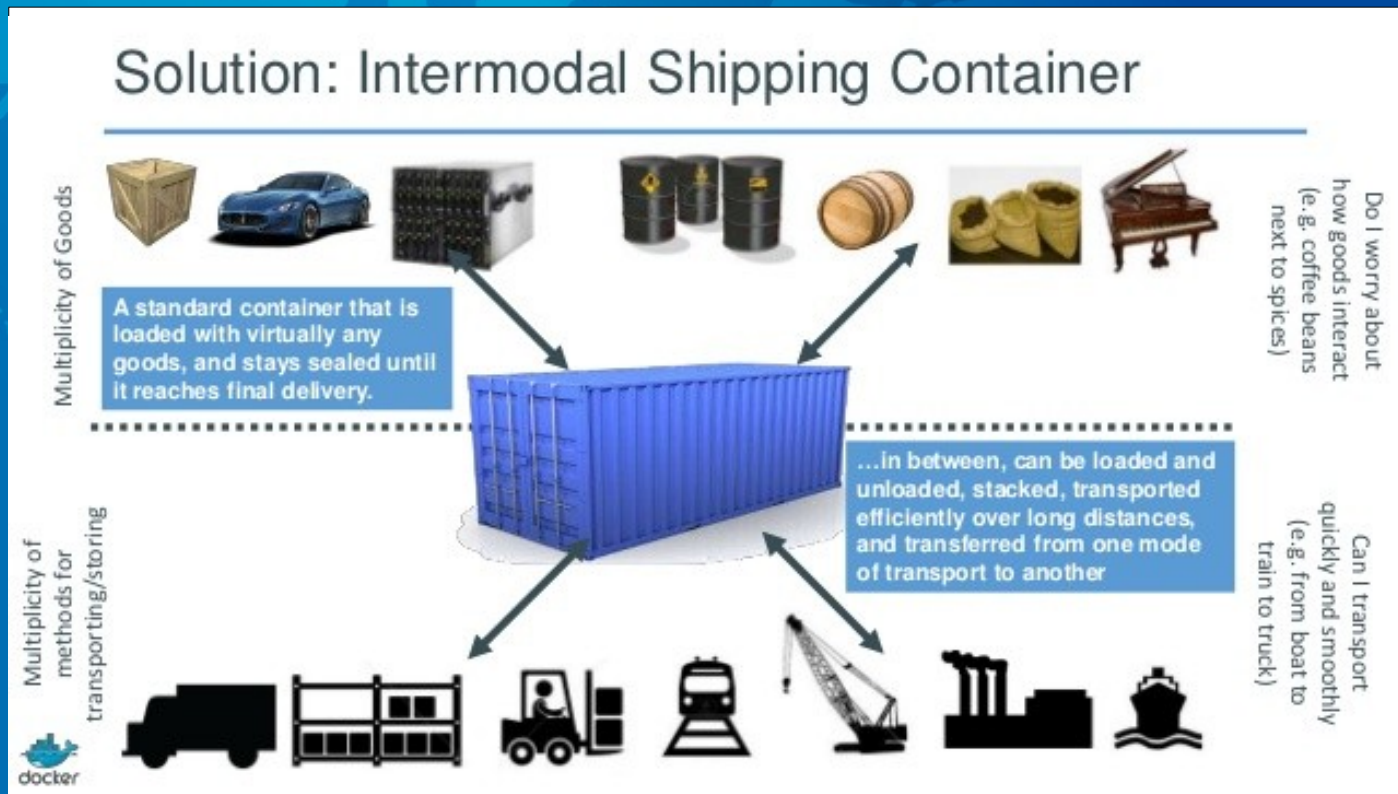 Solution: Intermodal Shipping Container
Multiplicity of Goods
Do I worry about
how goods interact
(e.g. coffee beans
next to spices)
A standard container that is
loaded with virtually any
goods, and stays sealed until
it reaches final delivery.
...in between, can be loaded and
unloaded, stacked, transported
efficiently over long distances,
and transferred from one mode
of transport to another
Multiplicity of
methods for
transporting/storing
Can I transport
quickly and smoothly
(e.g. from boat to
train to truck)
docker